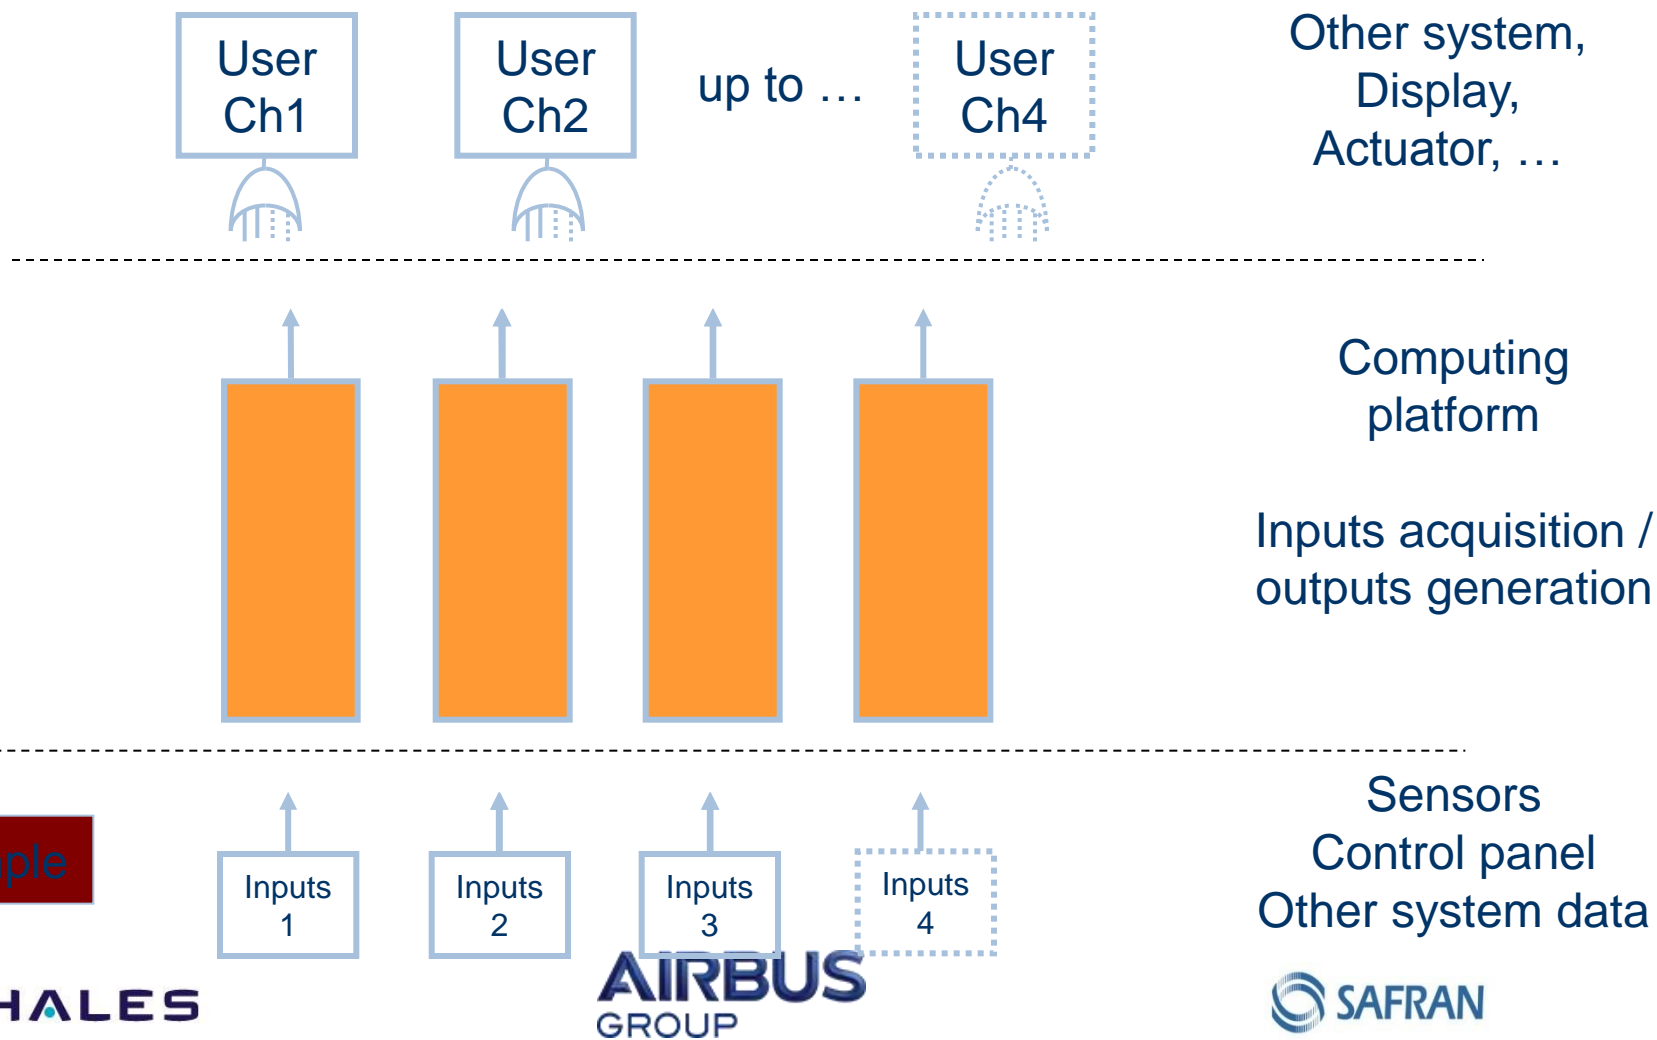 User
Ch1
User
Ch2
up to …
User
Ch4
Other system,
Display,
Actuator, …
Computing
platform
Inputs acquisition /
outputs generation
Sensors
Control panel
Other system data
Inputs
1
Inputs
2
Inputs
3
Inputs
4
AIRBUS
GROUP
SAFRAN